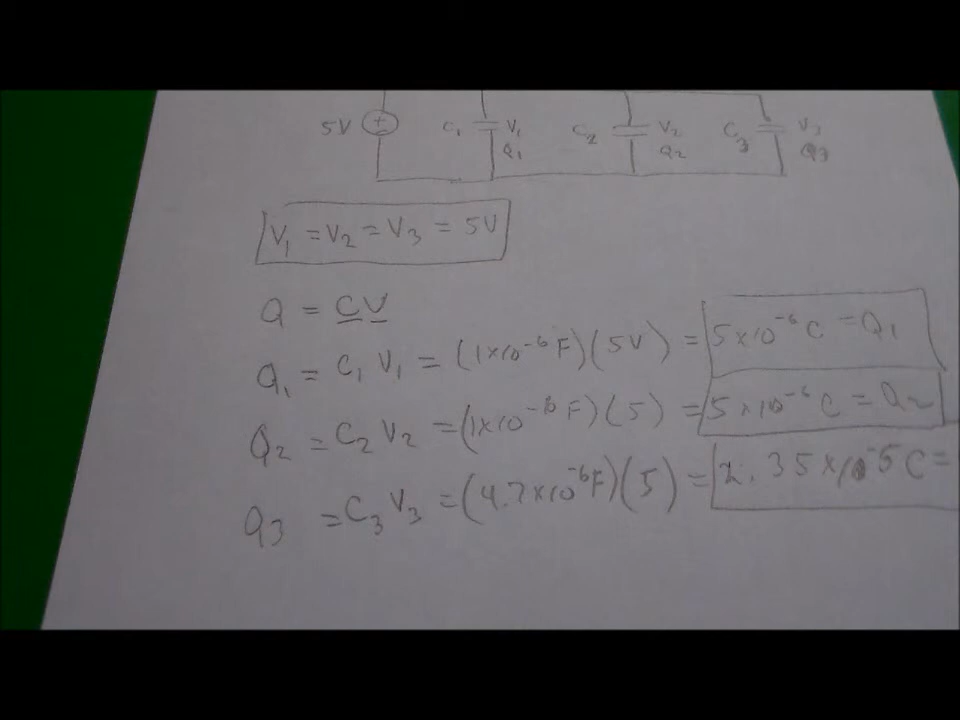 5V ± C₁ V₁ C₂ V₂ C₃ V₃
Q₁ Q₂ Q₃
V₁ = V₂ = V₃ = 5V
Q = CV
Q₁ = C₁ V₁ = (1×10⁻⁶ F)(5V) = 5×10⁻⁶ C = Q₁
Q₂ = C₂ V₂ = (1×10⁻⁶ F)(5) = 5×10⁻⁶ C = Q₂
Q₃ = C₃ V₃ = (4.7×10⁻⁶F)(5) = 2.35×10⁻⁵ C =